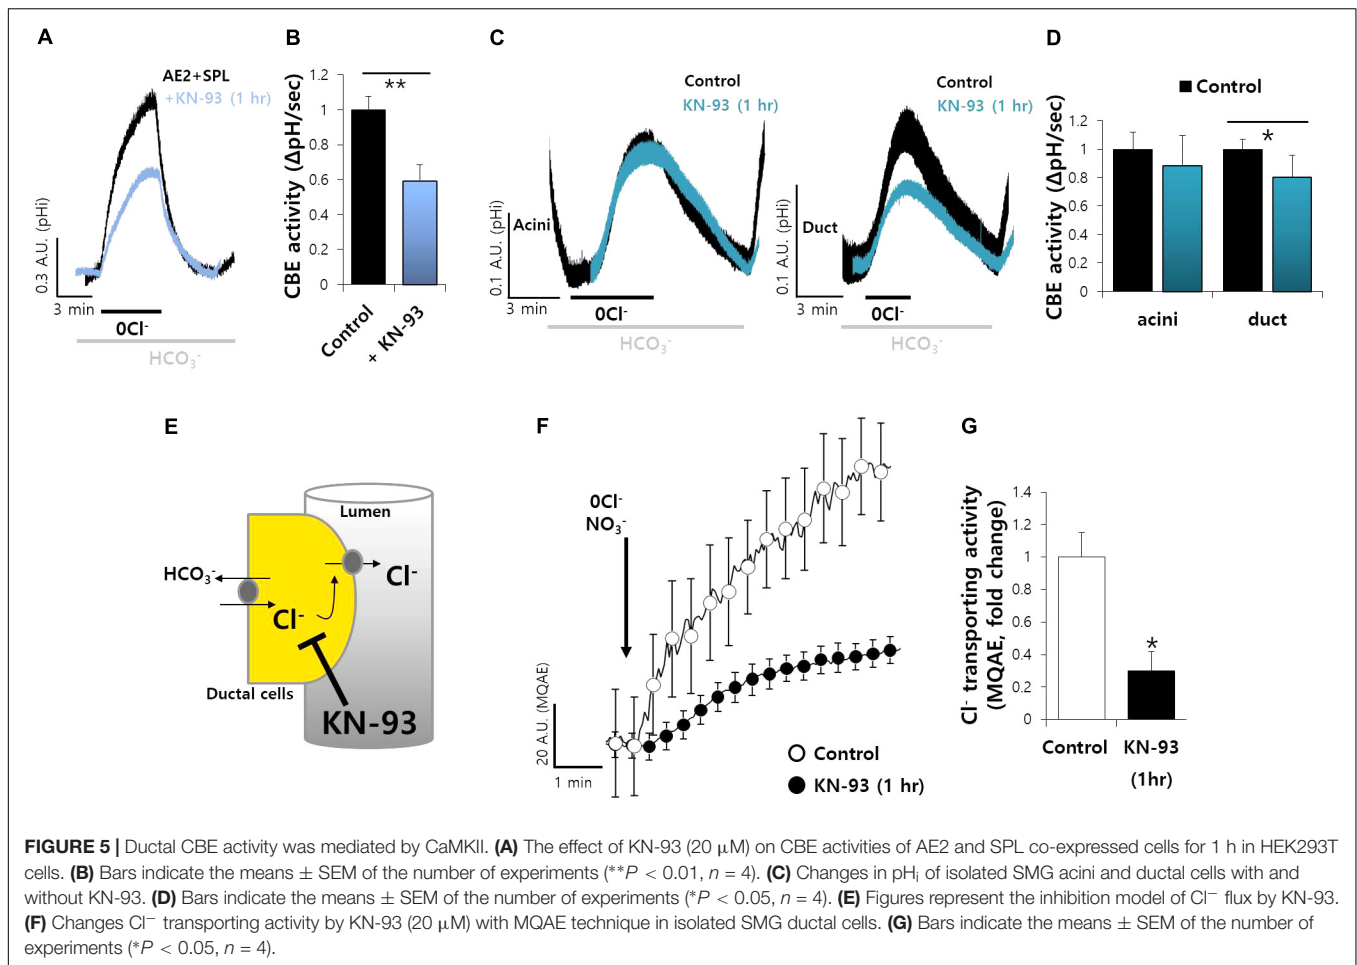 A
AE2+SPL
+KN-93 (1 hr)
0.3 A.U. (pHi)
3 min
0Cl⁻
HCO₃⁻
B
CBE activity (ΔpH/sec)
1.2
1
0.8
0.6
0.4
0.2
0
**
Control
+ KN-93
C
Control
KN-93 (1 hr)
Acini
0.1 A.U. (pHi)
3 min
0Cl⁻
HCO₃⁻
Control
KN-93 (1 hr)
Duct
0.1 A.U. (pHi)
3 min
0Cl⁻
HCO₃⁻
D
Control
CBE activity (ΔpH/sec)
1.2
1
0.8
0.6
0.4
0.2
0
*
acini duct
E
Lumen
HCO₃⁻
Cl⁻
Cl⁻
Ductal cells
KN-93
F
0Cl⁻
NO₃⁻
20 A.U. (MQAE)
1 min
Control
KN-93 (1 hr)
G
Cl⁻ transporting activity
(MQAE, fold change)
1.4
1.2
1
0.8
0.6
0.4
0.2
0
*
Control KN-93
(1hr)
FIGURE 5 | Ductal CBE activity was mediated by CaMKII. (A) The effect of KN-93 (20 μM) on CBE activities of AE2 and SPL co-expressed cells for 1 h in HEK293T
cells. (B) Bars indicate the means ± SEM of the number of experiments (**P < 0.01, n = 4). (C) Changes in pHᵢ of isolated SMG acini and ductal cells with and
without KN-93. (D) Bars indicate the means ± SEM of the number of experiments (*P < 0.05, n = 4). (E) Figures represent the inhibition model of Cl⁻ flux by KN-93.
(F) Changes Cl⁻ transporting activity by KN-93 (20 μM) with MQAE technique in isolated SMG ductal cells. (G) Bars indicate the means ± SEM of the number of
experiments (*P < 0.05, n = 4).